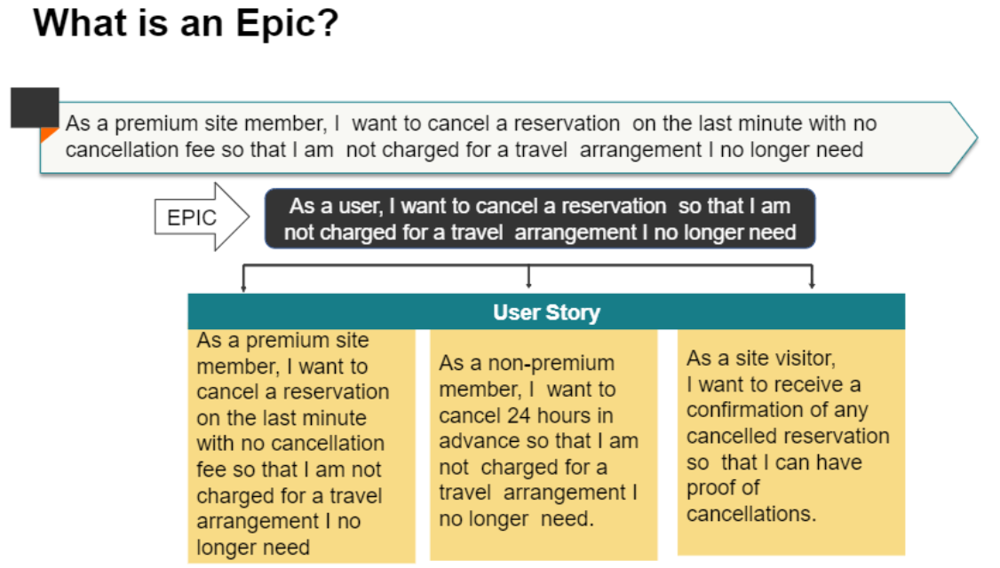 What is an Epic?
As a premium site member, I want to cancel a reservation on the last minute with no
cancellation fee so that I am not charged for a travel arrangement I no longer need
EPIC
As a user, I want to cancel a reservation so that I am
not charged for a travel arrangement I no longer need
User Story
As a premium site
member, I want to
cancel a reservation
on the last minute
with no cancellation
fee so that I am not
charged for a travel
arrangement I no
longer need
As a non-premium
member, I want to
cancel 24 hours in
advance so that I am
not charged for a
travel arrangement I
no longer need.
As a site visitor,
I want to receive a
confirmation of any
cancelled reservation
so that I can have
proof of
cancellations.